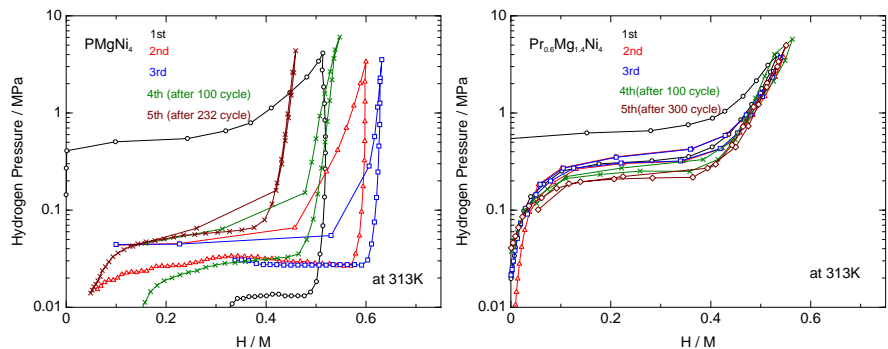 PMgNi4
1st
2nd
3rd
4th (after 100 cycle)
5th (after 232 cycle)
at 313K
10
1
0.1
0.01
0
0.2
0.4
0.6
H / M
Hydrogen Pressure / MPa
Pr0.6Mg1.4Ni4
1st
2nd
3rd
4th(after 100 cycle)
5th(after 300 cycle)
at 313K
10
1
0.1
0.01
0
0.2
0.4
0.6
H / M
Hydrogen Pressure / MPa